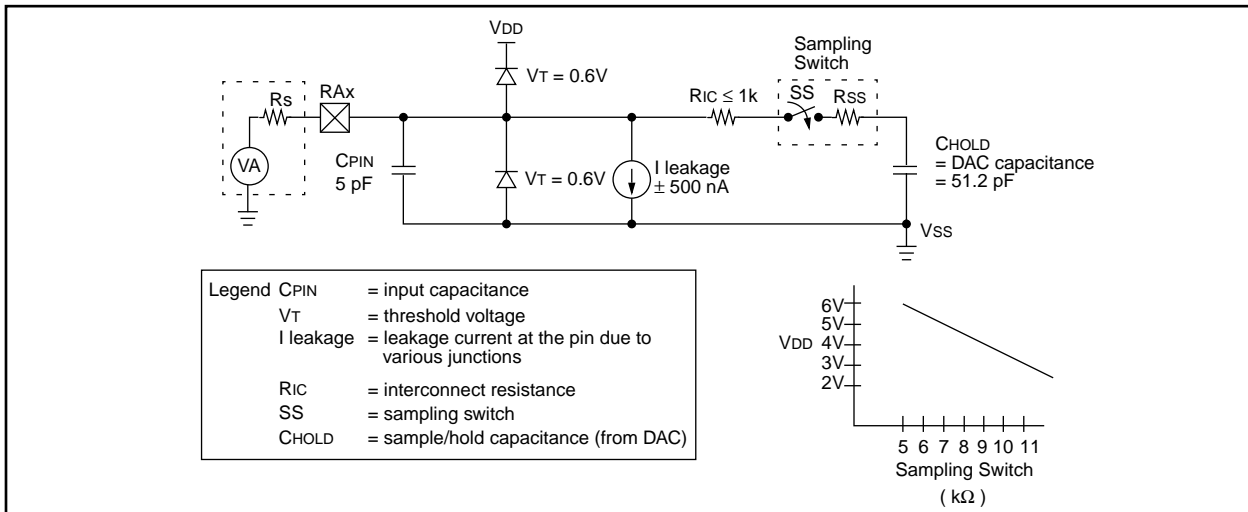 VDD
Sampling
Switch
VT = 0.6V
RIC ≤ 1k
SS
RSS
Rs
RAx
CHOLD
= DAC capacitance
= 51.2 pF
VA
CPIN
5 pF
VT = 0.6V
I leakage
± 500 nA
VSS
Legend CPIN = input capacitance
VT = threshold voltage
I leakage = leakage current at the pin due to
various junctions
RIC = interconnect resistance
SS = sampling switch
CHOLD = sample/hold capacitance (from DAC)
6V
5V
VDD 4V
3V
2V
5 6 7 8 9 10 11
Sampling Switch
( kΩ )